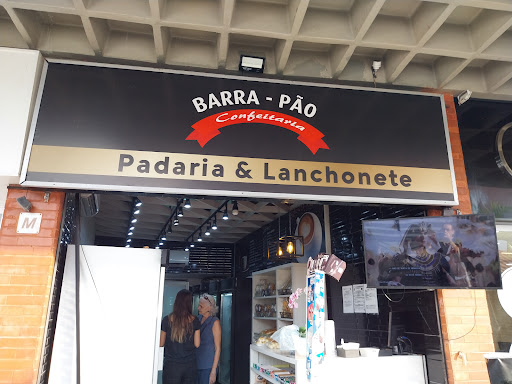 BARRA - PÃO
Confeitaria
Padaria & Lanchonete
M